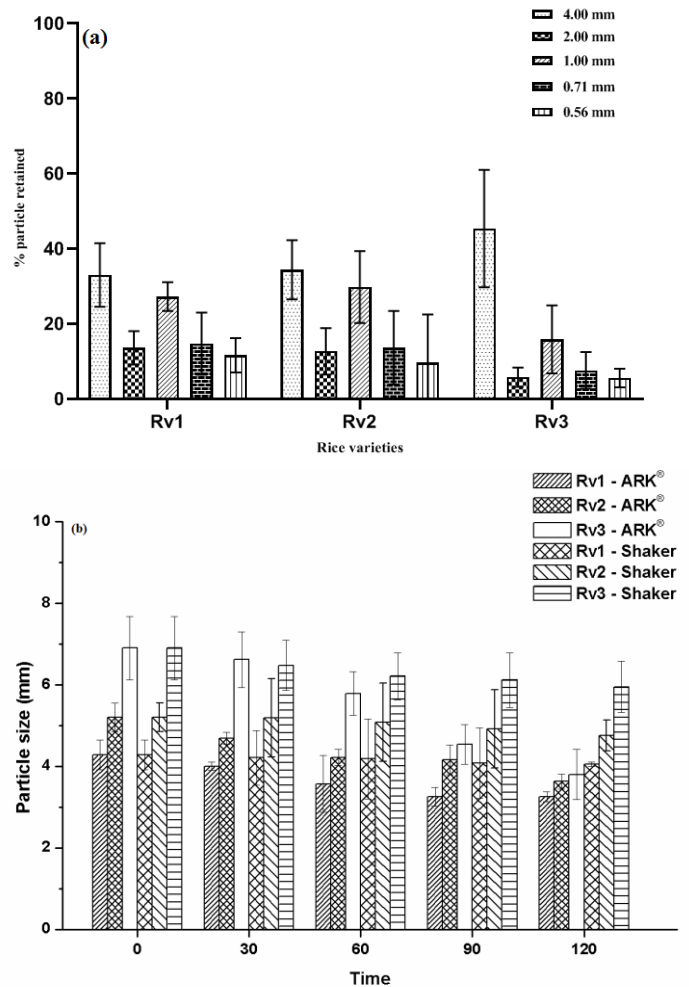 (a)
4.00 mm
2.00 mm
1.00 mm
0.71 mm
0.56 mm
100
80
60
40
20
0
% particle retained
Rv1 Rv2 Rv3
Rice varieties
(b)
Rv1 - ARK®
Rv2 - ARK®
Rv3 - ARK®
Rv1 - Shaker
Rv2 - Shaker
Rv3 - Shaker
10
8
6
4
2
0
Particle size (mm)
0 30 60 90 120
Time